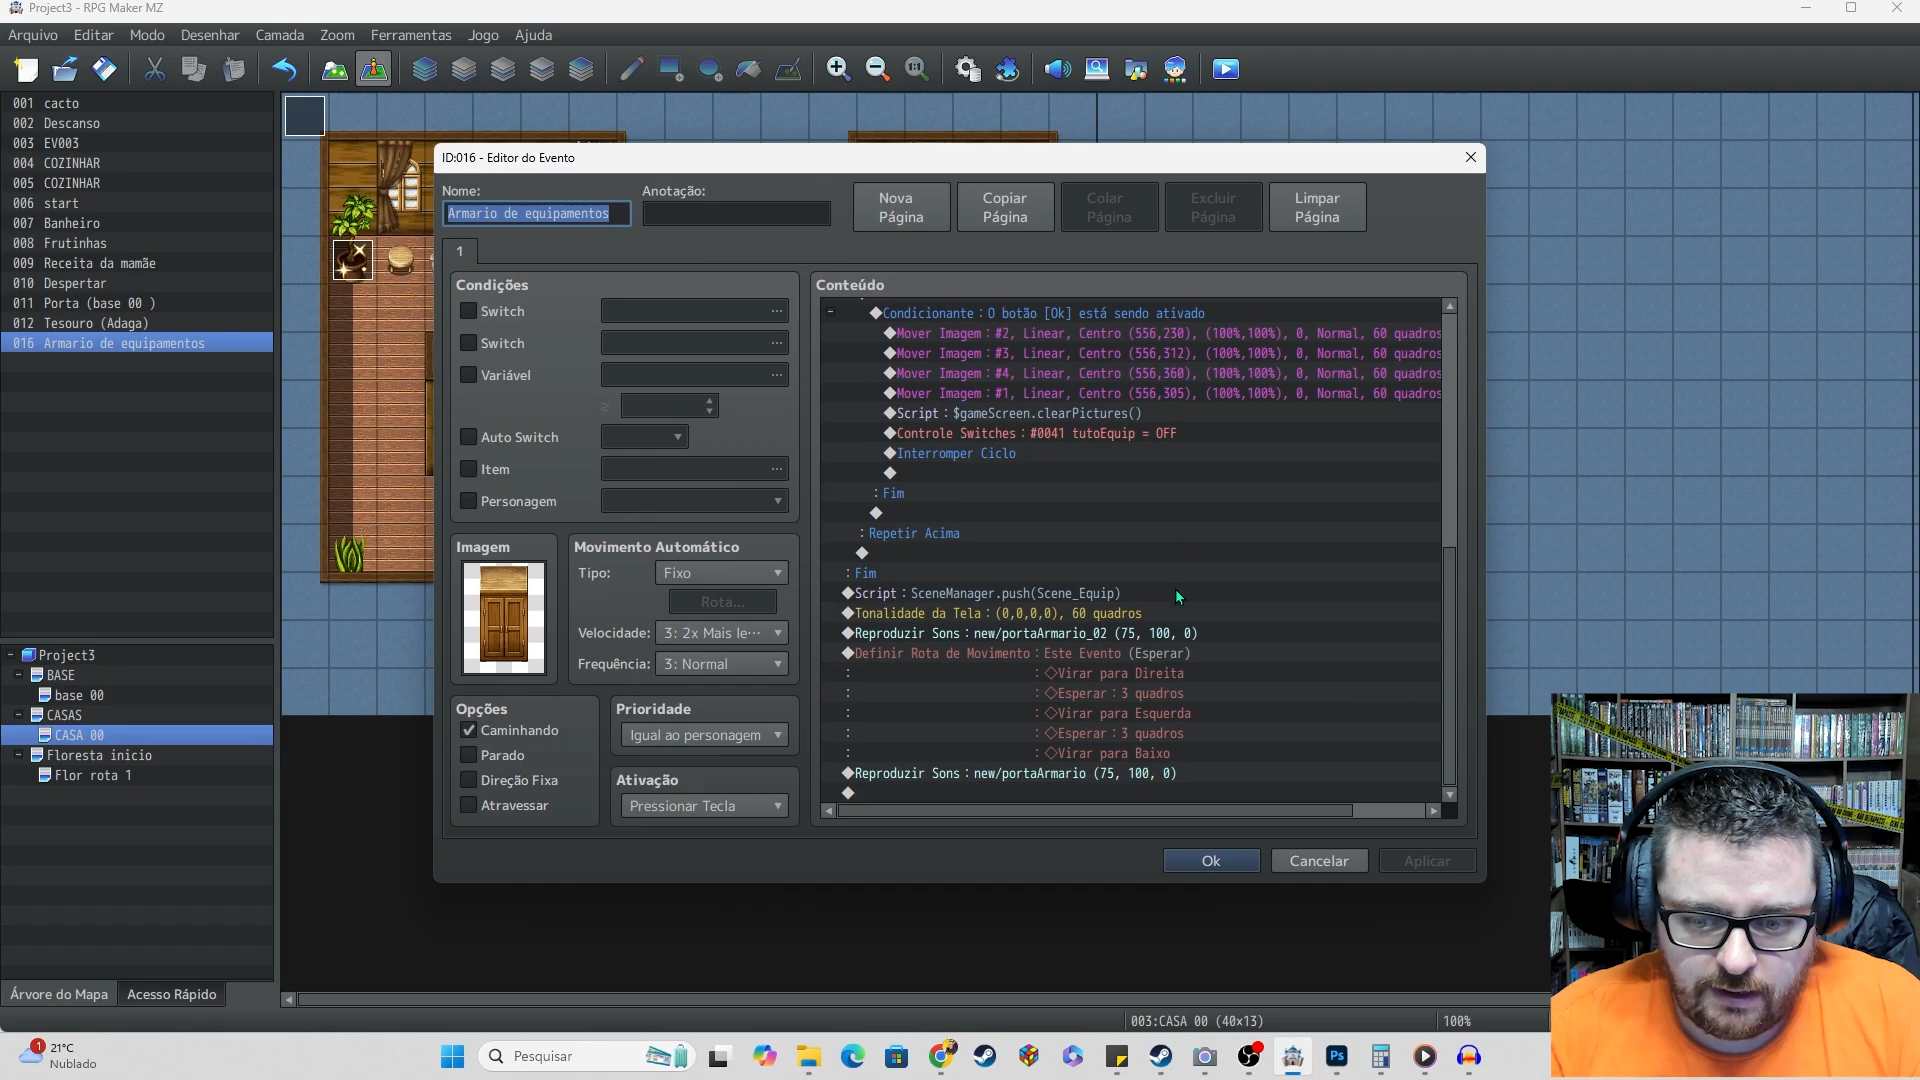 Project3 - RPG Maker MZ
Arquivo Editar Modo Desenhar Camada Zoom Ferramentas Jogo Ajuda
001 cacto
002 Descanso
003 EV003
004 COZINHAR
005 COZINHAR
006 start
007 Banheiro
008 Frutinhas
009 Receita da mamãe
010 Despertar
011 Porta (base 00 )
012 Tesouro (Adaga)
016 Armario de equipamentos
Project3
BASE
base 00
CASAS
CASA 00
Floresta inicio
Flor rota 1
Árvore do Mapa Acesso Rápido
ID:016 - Editor do Evento
Nome:
Armario de equipamentos
Anotação:
Nova Página
Copiar Página
Colar Página
Excluir Página
Limpar Página
1
Condições
Switch
Switch
Variável
≥
Auto Switch
Item
Personagem
Imagem
Movimento Automático
Tipo: Fixo
Rota...
Velocidade: 3: 2x Mais le···
Frequência: 3: Normal
Opções
Caminhando
Parado
Direção Fixa
Atravessar
Prioridade
Igual ao personagem
Ativação
Pressionar Tecla
Conteúdo
◆Condicionante：O botão [Ok] está sendo ativado
◆Mover Imagem：#2, Linear, Centro (556,230), (100%,100%), 0, Normal, 60 quadros
◆Mover Imagem：#3, Linear, Centro (556,312), (100%,100%), 0, Normal, 60 quadros
◆Mover Imagem：#4, Linear, Centro (556,360), (100%,100%), 0, Normal, 60 quadros
◆Mover Imagem：#1, Linear, Centro (556,305), (100%,100%), 0, Normal, 60 quadros
◆Script：$gameScreen.clearPictures()
◆Controle Switches：#0041 tutoEquip = OFF
◆Interromper Ciclo
◆
：Fim
◆
：Repetir Acima
◆
：Fim
◆Script：SceneManager.push(Scene_Equip)
◆Tonalidade da Tela：(0,0,0,0), 60 quadros
◆Reproduzir Sons：new/portaArmario_02 (75, 100, 0)
◆Definir Rota de Movimento：Este Evento (Esperar)
：　：◇Virar para Direita
：　：◇Esperar：3 quadros
：　：◇Virar para Esquerda
：　：◇Esperar：3 quadros
：　：◇Virar para Baixo
◆Reproduzir Sons：new/portaArmario (75, 100, 0)
◆
Ok Cancelar Aplicar
003:CASA 00 (40x13) 100%
1
21°C
Nublado
Pesquisar
Ps